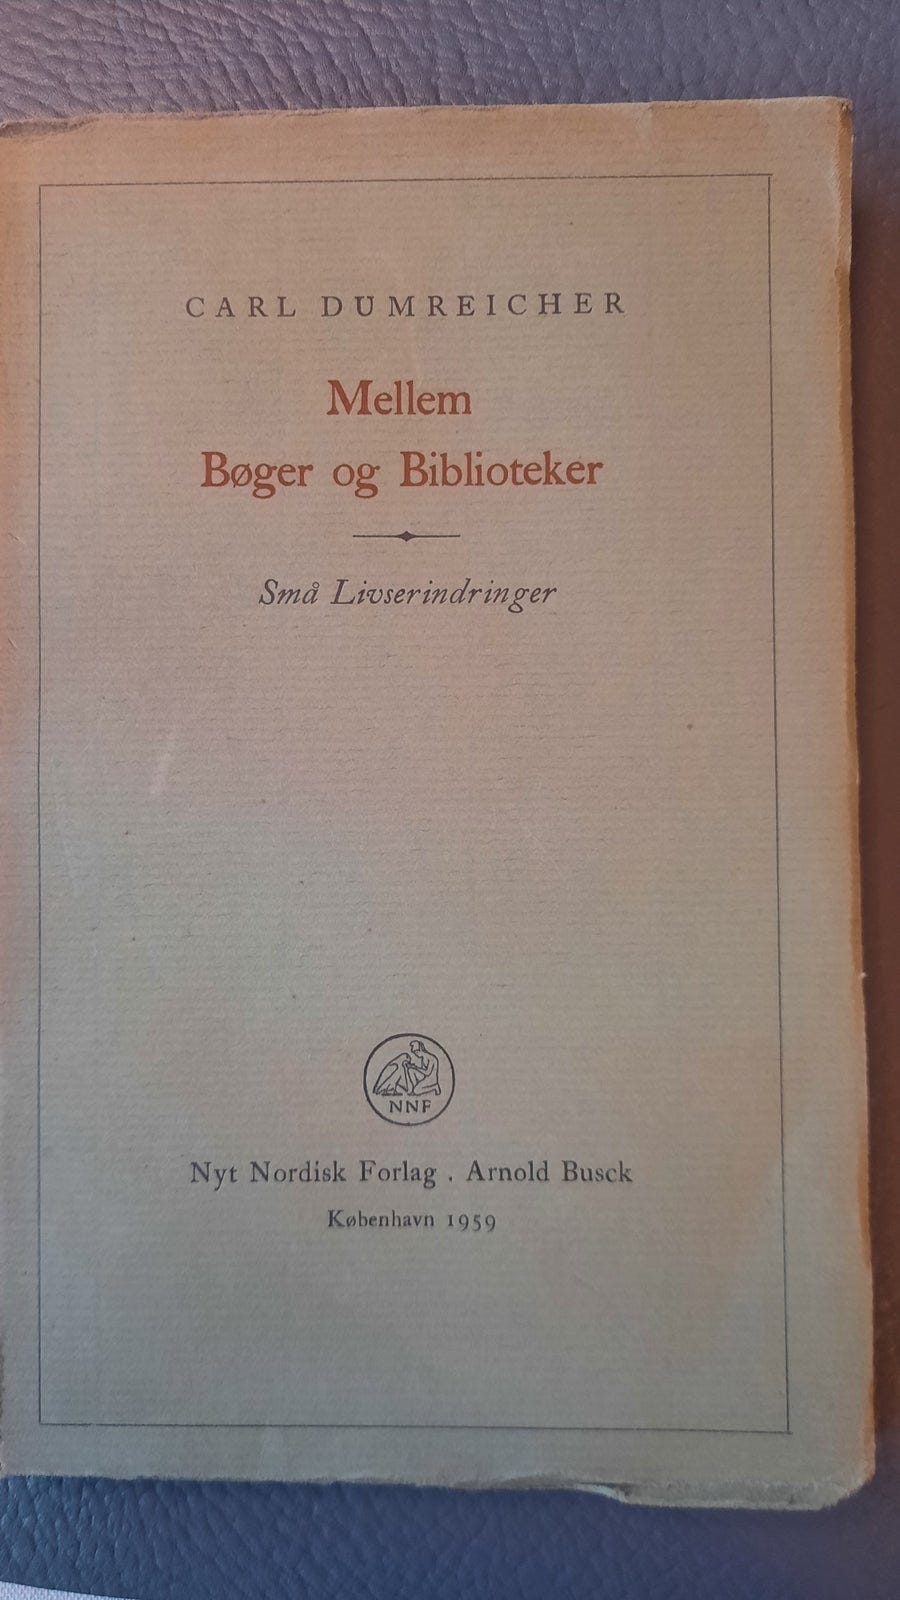 CARL DUMREICHER
Mellem
Bøger og Biblioteker
Små Livserindringer
NNF
Nyt Nordisk Forlag . Arnold Busck
København 1959